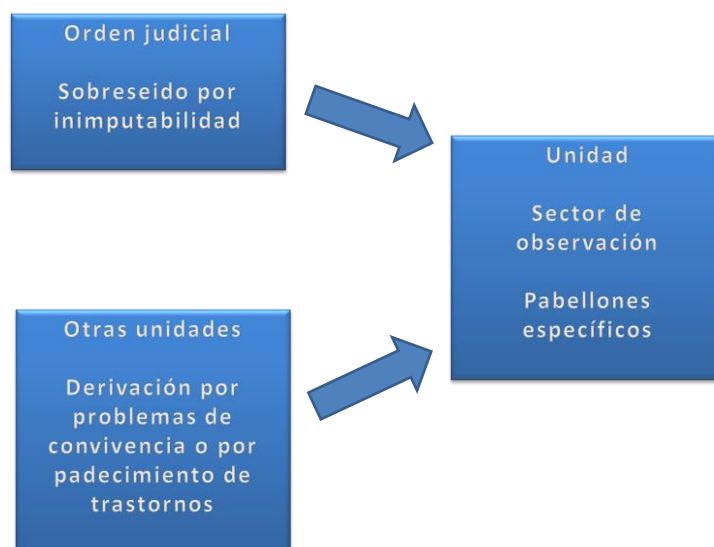 Orden judicial
Sobreseido por
inimputabilidad
Unidad
Sector de
observación
Pabellones
específicos
Otras unidades
Derivación por
problemas de
convivencia o por
padecimiento de
trastornos